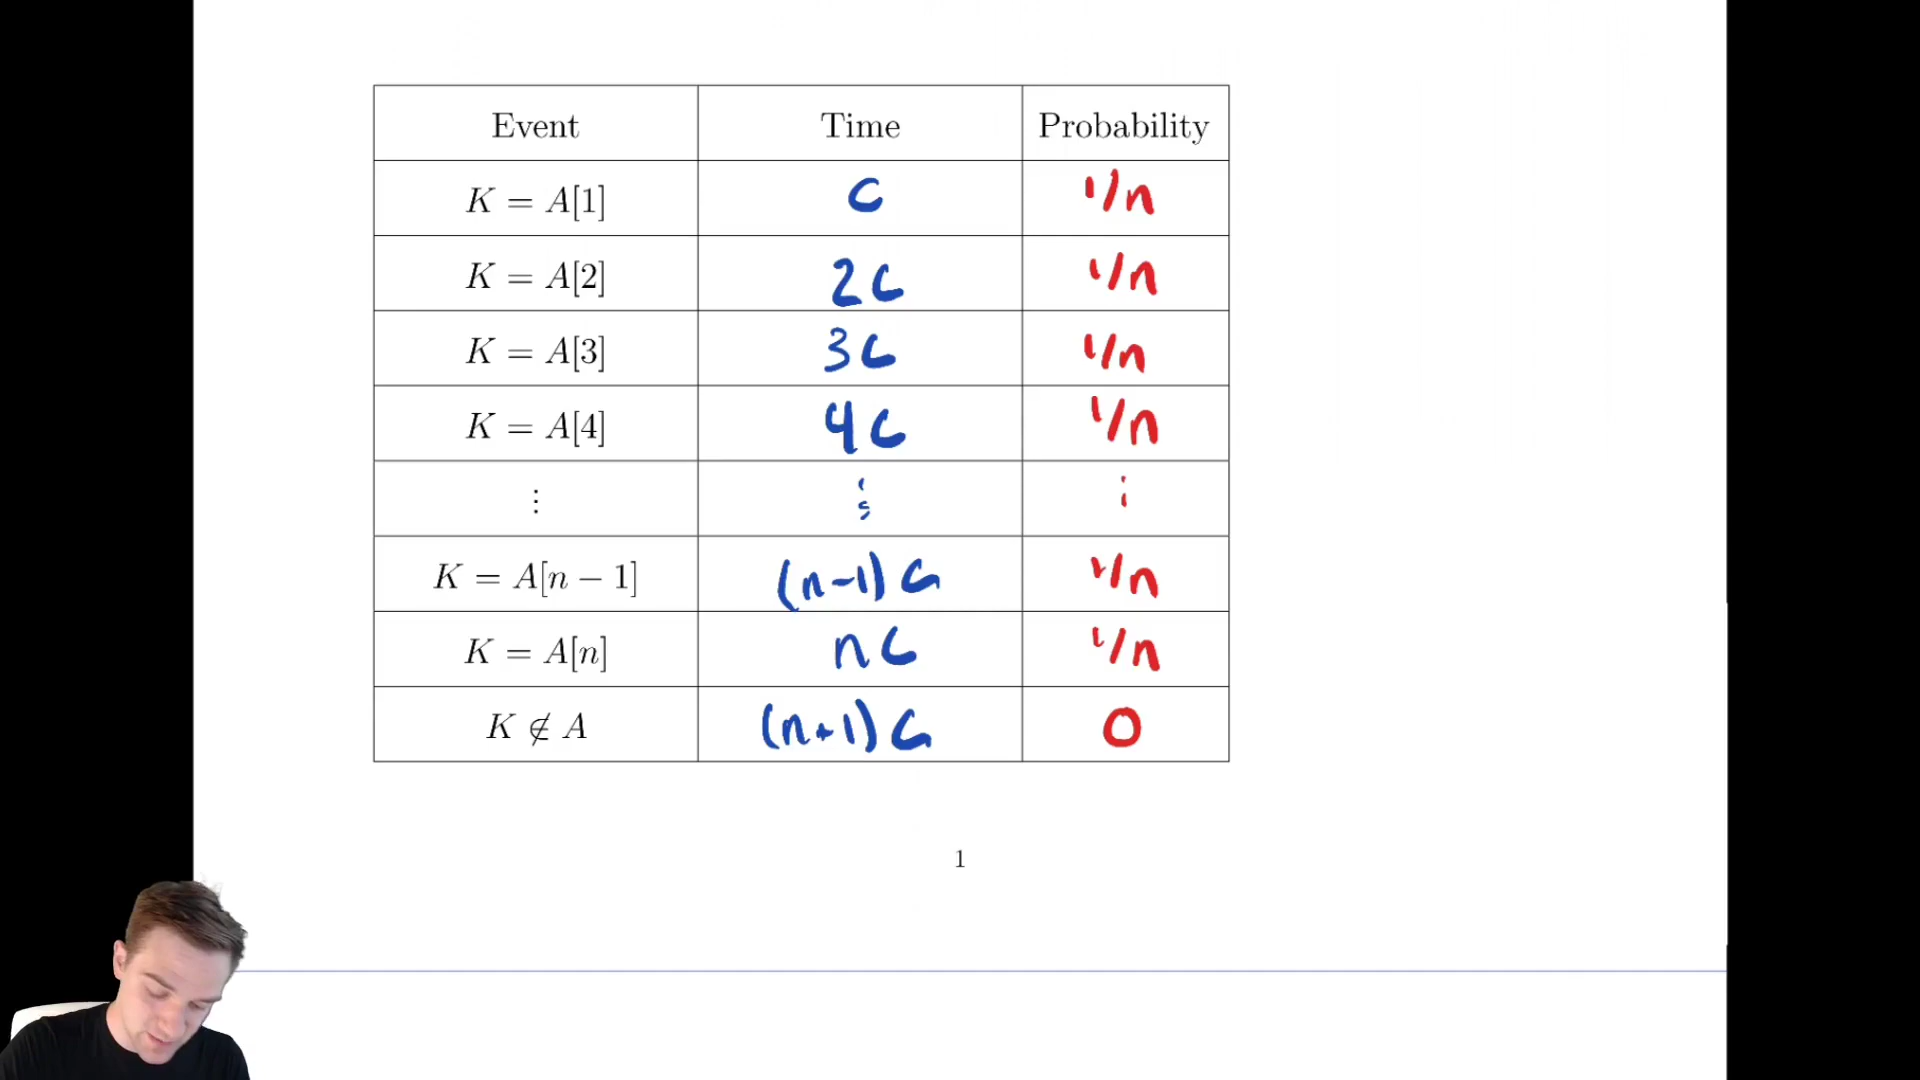 Event Time Probability
K = A[1] C 1/n
K = A[2] 2C 1/n
K = A[3] 3C 1/n
K = A[4] 4C 1/n
⋮ ⋮ ⋮
K = A[n − 1] (n-1)C 1/n
K = A[n] nC 1/n
K ∉ A (n+1)C 0
1